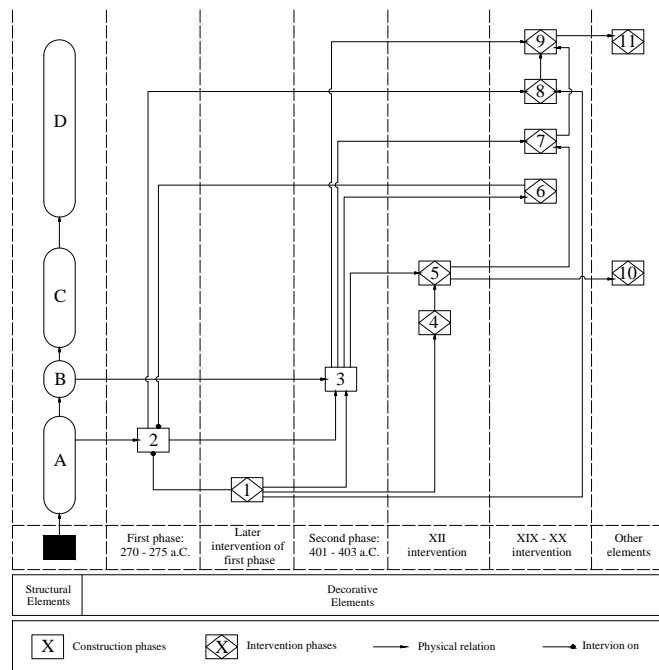 9
11
D
8
7
6
C
5
10
4
B
3
A
2
1
First phase:
270 - 275 a.C.
Later
intervention of
first phase
Second phase:
401 - 403 a.C.
XII
intervention
XIX - XX
intervention
Other
elements
Structural
Elements
Decorative
Elements
X Construction phases
X Intervention phases
Physical relation
Intervion on